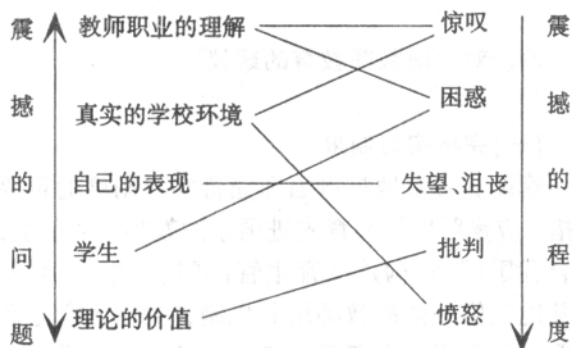 震撼的问题
教师职业的理解
真实的学校环境
自己的表现
学生
理论的价值
惊叹
困惑
失望、沮丧
批判
愤怒
震撼的程度